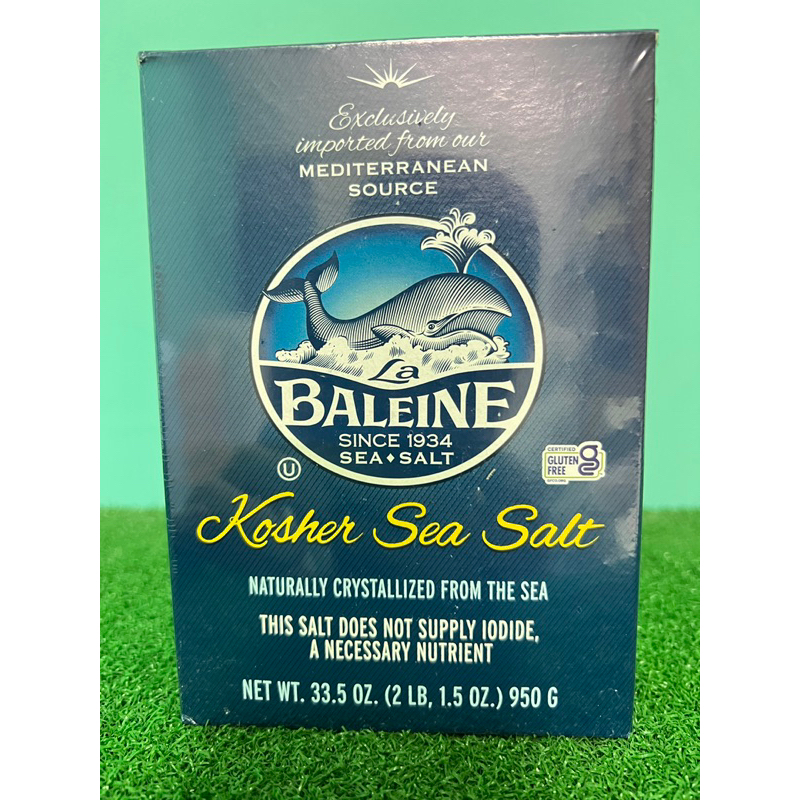 Exclusively
imported from our
MEDITERRANEAN
SOURCE
La
BALEINE
SINCE 1934
SEA♦SALT
U
CERTIFIED
GLUTEN
FREE
GFCO.ORG
Kosher Sea Salt
NATURALLY CRYSTALLIZED FROM THE SEA
THIS SALT DOES NOT SUPPLY IODIDE,
A NECESSARY NUTRIENT
NET WT. 33.5 OZ. (2 LB, 1.5 OZ.) 950 G